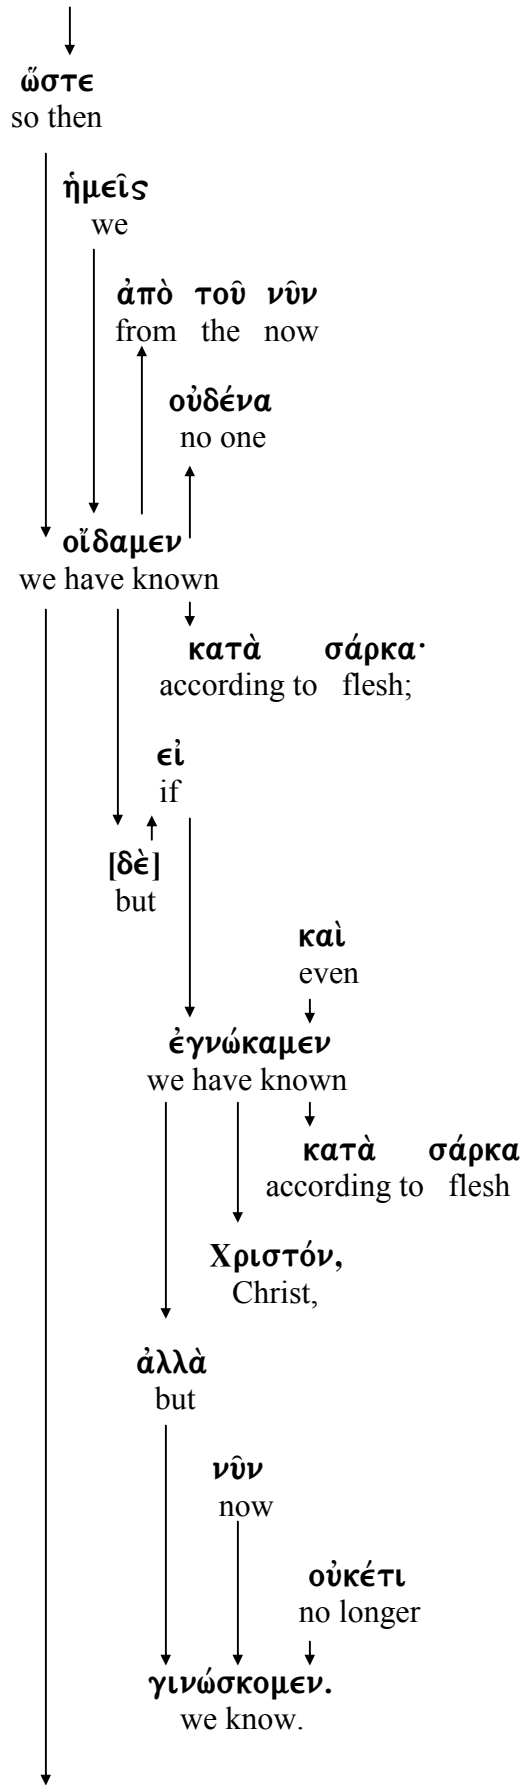 ὥστε
so then
ἡμεῖς
we
ἀπὸ τοῦ νῦν
from the now
οὐδένα
no one
οἴδαμεν
we have known
κατὰ σάρκα·
according to flesh;
εἰ
if
[δὲ]
but
καὶ
even
ἐγνώκαμεν
we have known
κατὰ σάρκα
according to flesh
Χριστόν,
Christ,
ἀλλὰ
but
νῦν
now
οὐκέτι
no longer
γινώσκομεν.
we know.